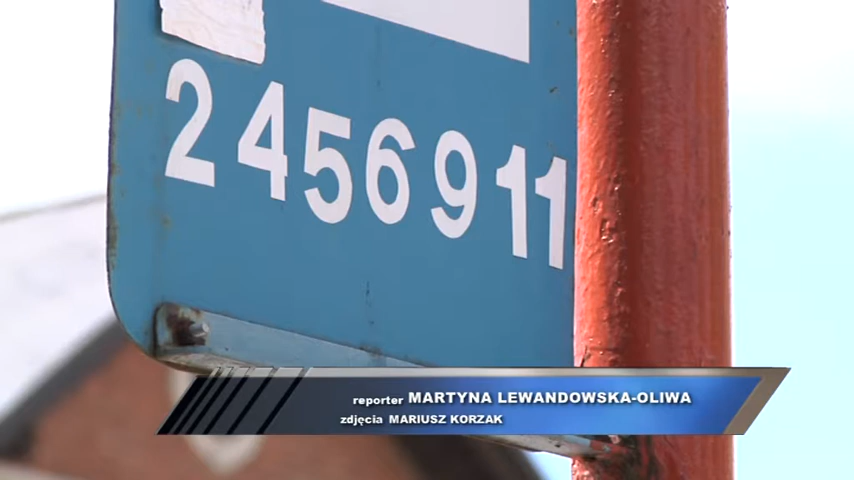 2 4 5 6 9 11
reporter MARTYNA LEWANDOWSKA-OLIWA
zdjęcia MARIUSZ KORZAK